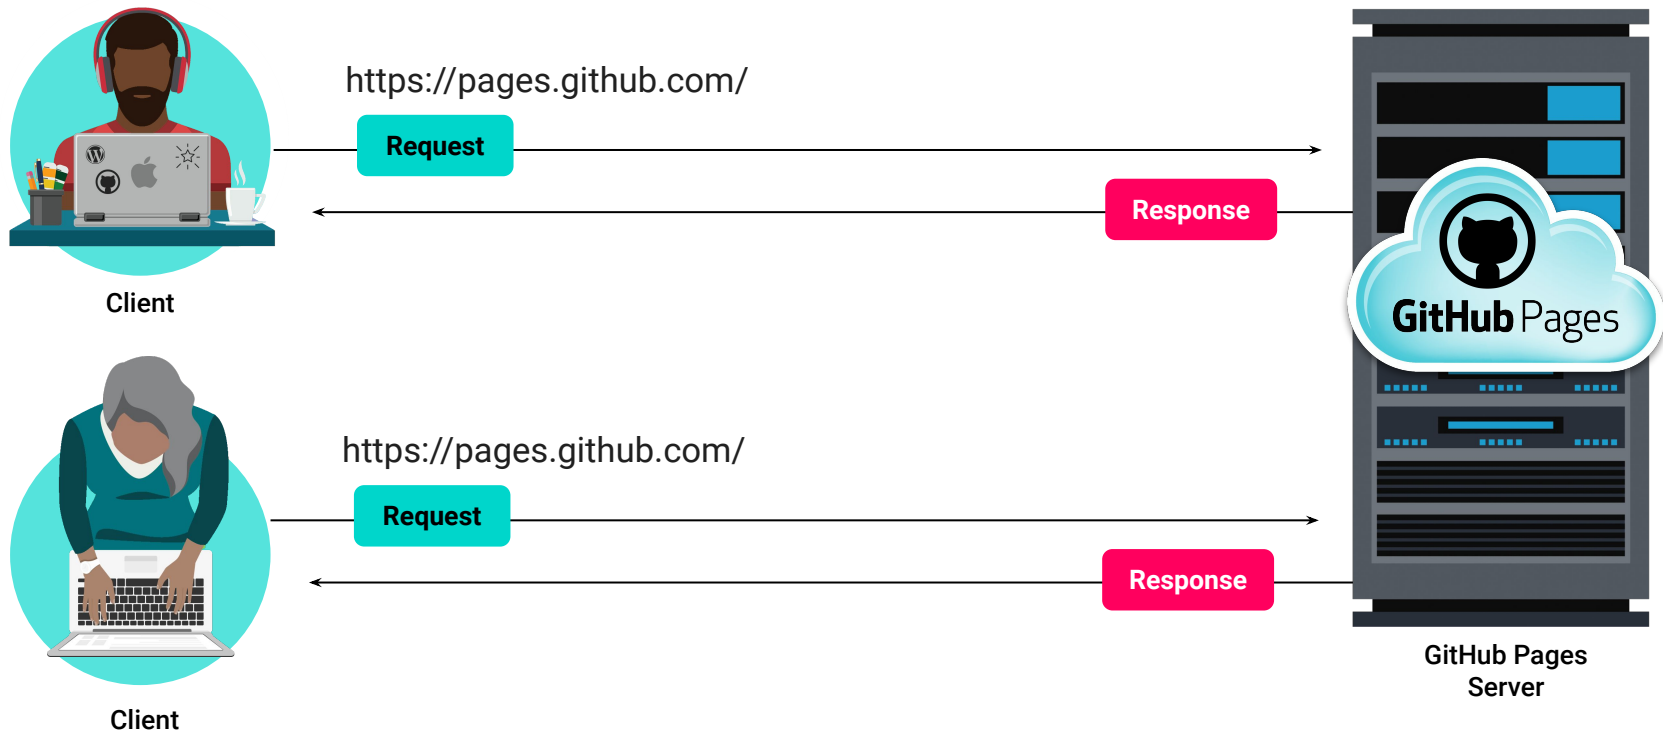 https://pages.github.com/
Request
Response
Client
GitHub Pages
https://pages.github.com/
Request
Response
Client
GitHub Pages
Server